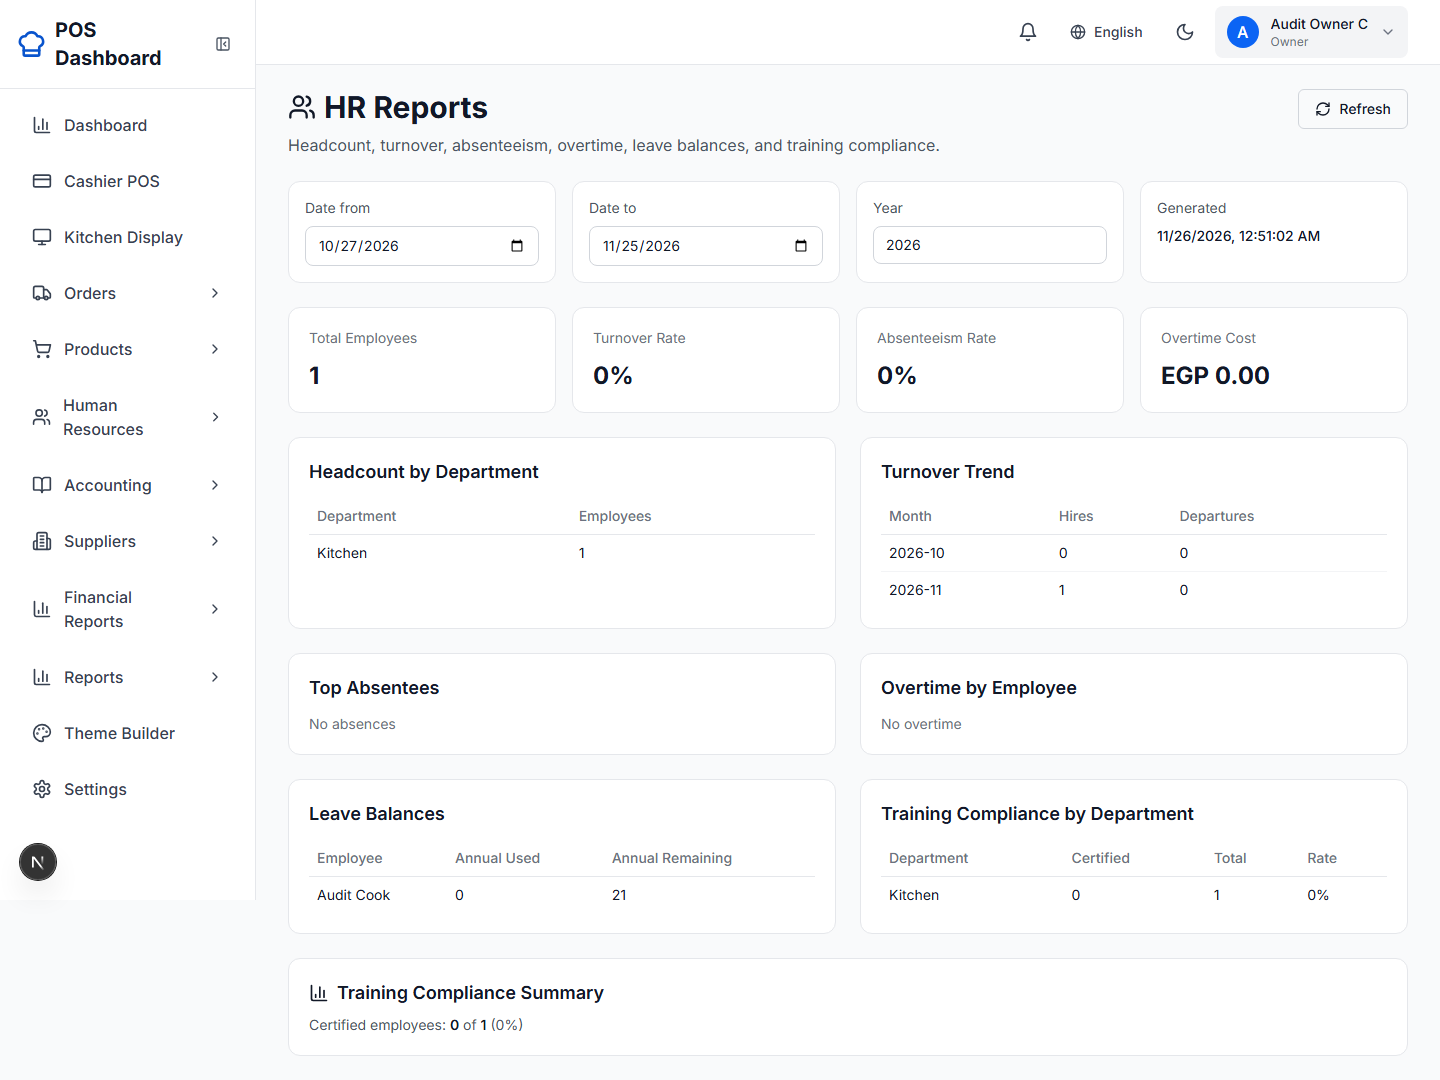 POS
Dashboard
Dashboard
Cashier POS
Kitchen Display
Orders
Products
Human
Resources
Accounting
Suppliers
Financial
Reports
Reports
Theme Builder
Settings
N
English
A
Audit Owner C
Owner
HR Reports
Refresh
Headcount, turnover, absenteeism, overtime, leave balances, and training compliance.
Date from
10/27/2026
Date to
11/25/2026
Year
2026
Generated
11/26/2026, 12:51:02 AM
Total Employees
1
Turnover Rate
0%
Absenteeism Rate
0%
Overtime Cost
EGP 0.00
Headcount by Department
Department Employees
Kitchen 1
Turnover Trend
Month Hires Departures
2026-10 0 0
2026-11 1 0
Top Absentees
No absences
Overtime by Employee
No overtime
Leave Balances
Employee Annual Used Annual Remaining
Audit Cook 0 21
Training Compliance by Department
Department Certified Total Rate
Kitchen 0 1 0%
Training Compliance Summary
Certified employees: 0 of 1 (0%)